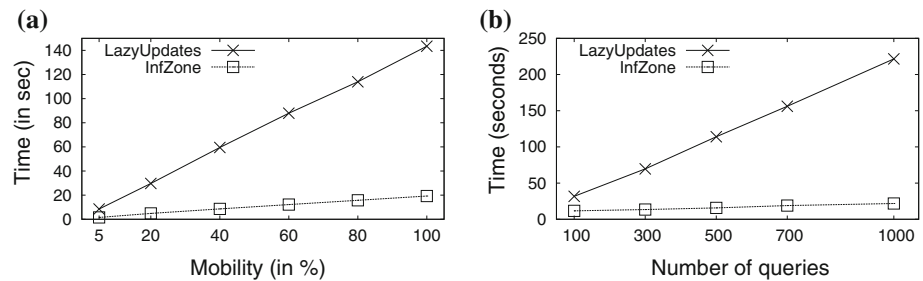 (a)
LazyUpdates
InfZone
Time (in sec)
140
120
100
80
60
40
20
0
5 20 40 60 80 100
Mobility (in %)
(b)
LazyUpdates
InfZone
Time (seconds)
250
200
150
100
50
0
100 300 500 700 1000
Number of queries